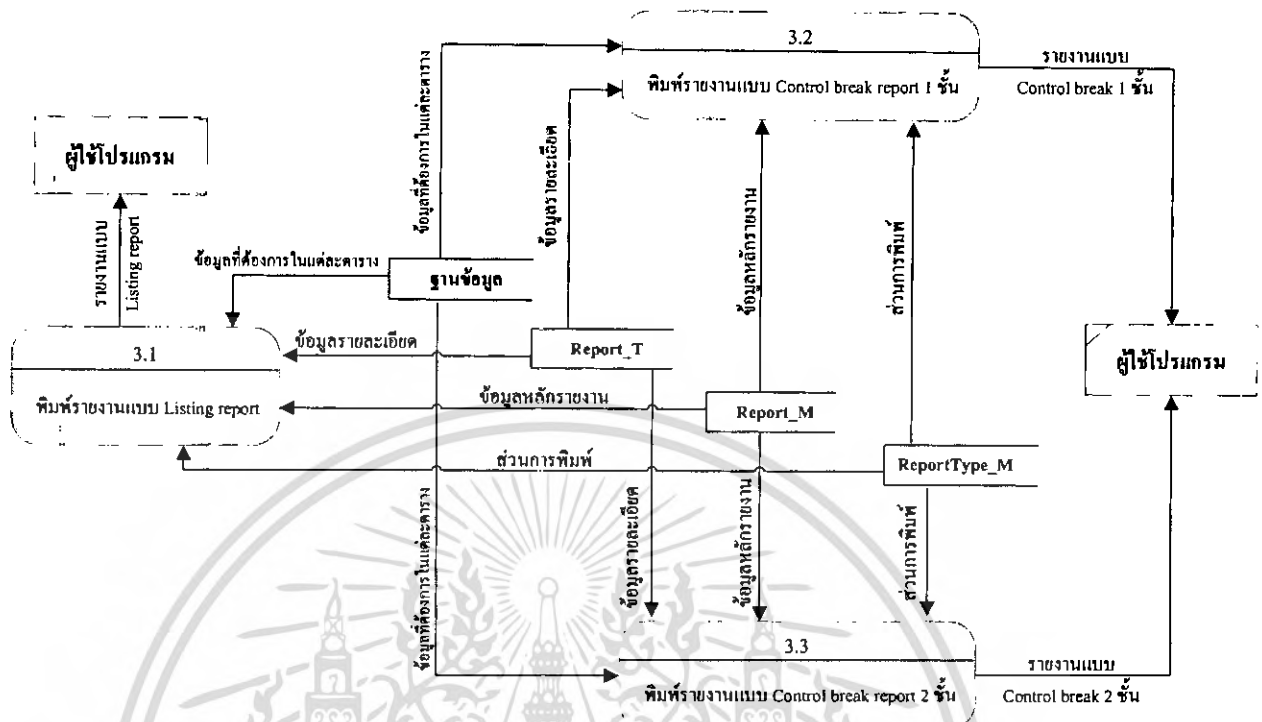 3.2
พิมพ์รายงานแบบ Control break report 1 ชั้น
รายงานแบบ
Control break 1 ชั้น
ผู้ใช้โปรแกรม
รายงานแบบ
Listing report
ข้อมูลที่ต้องการในแต่ละตาราง
ข้อมูลที่ต้องการในแต่ละตาราง
ข้อมูลรายละเอียด
ข้อมูลหลักรายงาน
ส่วนการพิมพ์
ฐานข้อมูล
3.1
พิมพ์รายงานแบบ Listing report
ข้อมูลรายละเอียด
Report_T
ข้อมูลหลักรายงาน
Report_M
ผู้ใช้โปรแกรม
ส่วนการพิมพ์
ReportType_M
ข้อมูลที่ต้องการในแต่ละตาราง
ข้อมูลรายละเอียด
ข้อมูลหลักรายงาน
ส่วนการพิมพ์
3.3
พิมพ์รายงานแบบ Control break report 2 ชั้น
รายงานแบบ
Control break 2 ชั้น